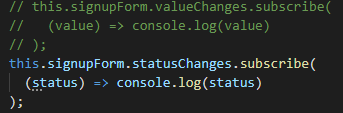 // this.signupForm.valueChanges.subscribe(
//   (value) => console.log(value)
// );
this.signupForm.statusChanges.subscribe(
  (status) => console.log(status)
);